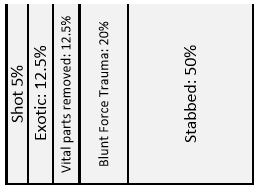 Shot 5%
Exotic: 12.5%
Vital parts removed: 12.5%
Blunt Force Trauma: 20%
Stabbed: 50%